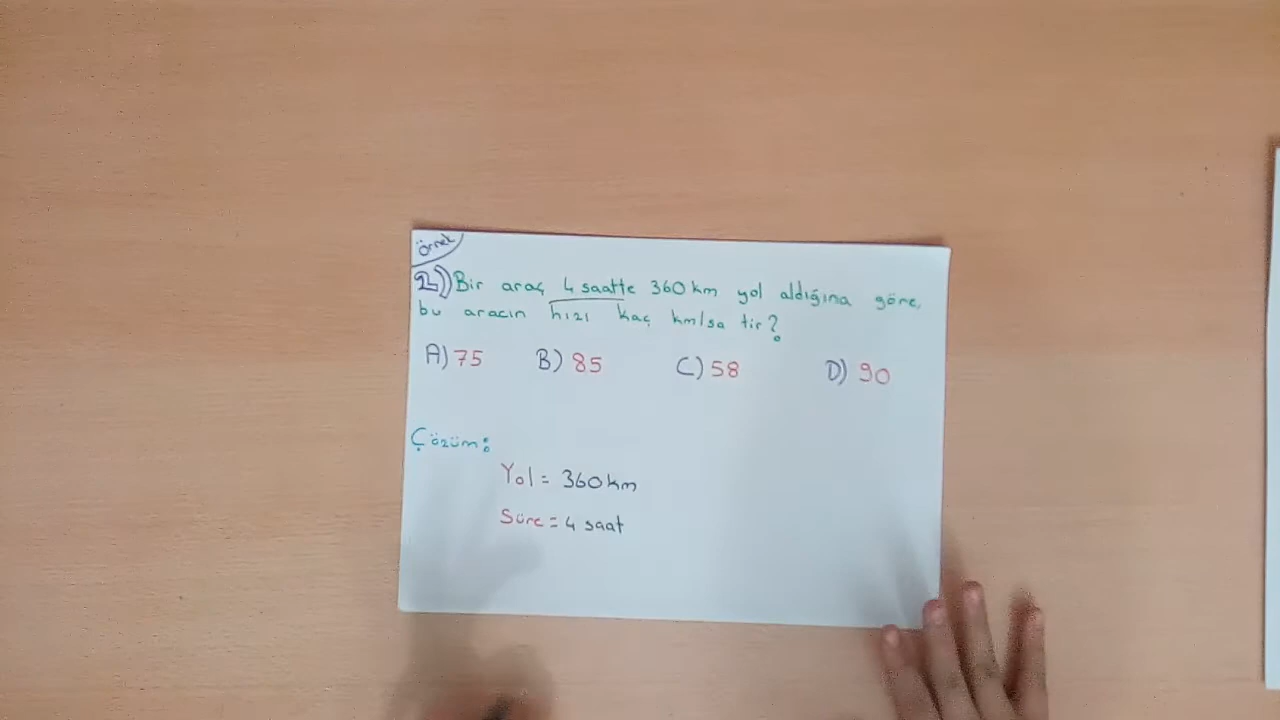 Örnek
2) Bir araç 4 saatte 360 km yol aldığına göre,
bu aracın hızı kaç km/sa tir?
A) 75 B) 85 C) 58 D) 90
Çözüm:
Yol = 360 km
Süre = 4 saat